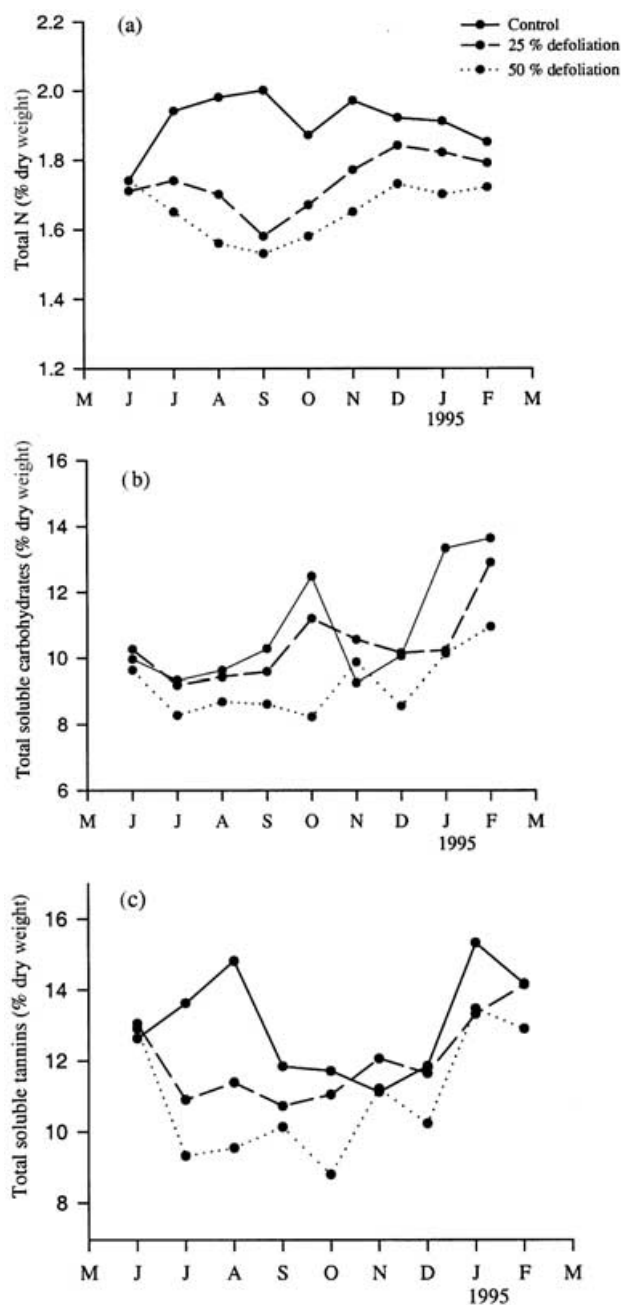 (a)
Control
25 % defoliation
50 % defoliation
Total N (% dry weight)
2.2
2.0
1.8
1.6
1.4
1.2
M J J A S O N D J F M
1995
(b)
Total soluble carbohydrates (% dry weight)
16
14
12
10
8
6
M J J A S O N D J F M
1995
(c)
Total soluble tannins (% dry weight)
16
14
12
10
8
M J J A S O N D J F M
1995